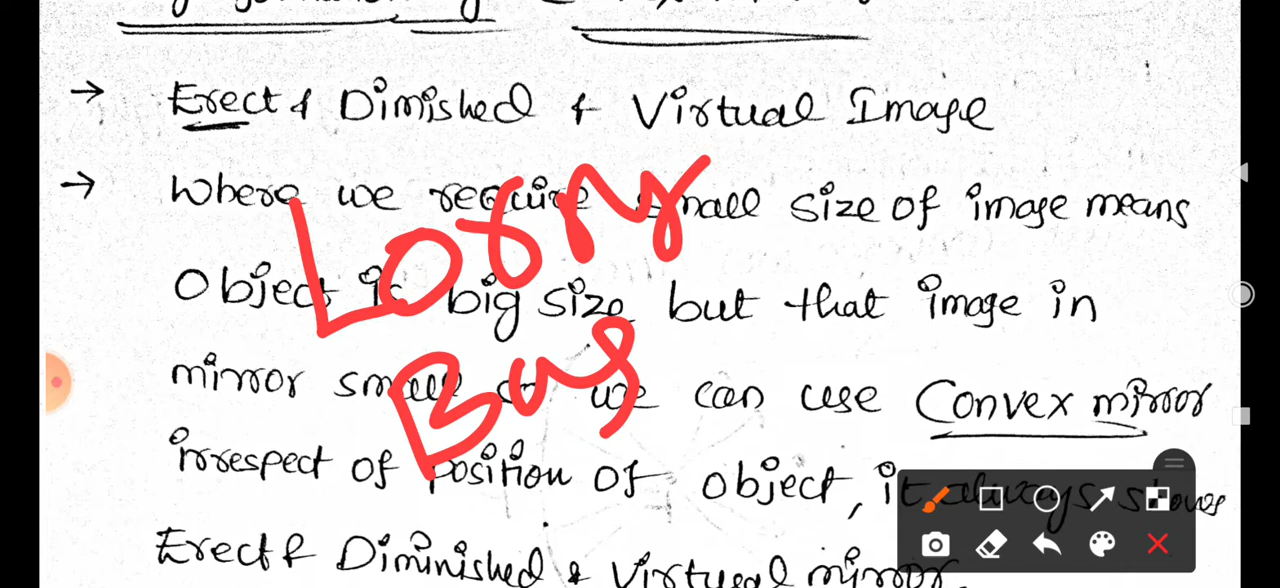 → Erect & Dimished & Virtual Image
→ Where we require small size of image means
Object is big size but that image in
mirror small so we can use Convex mirror
irrespect of position of object, it always shows
Erect & Diminished & Virtual mirror.
Lorry
Bus